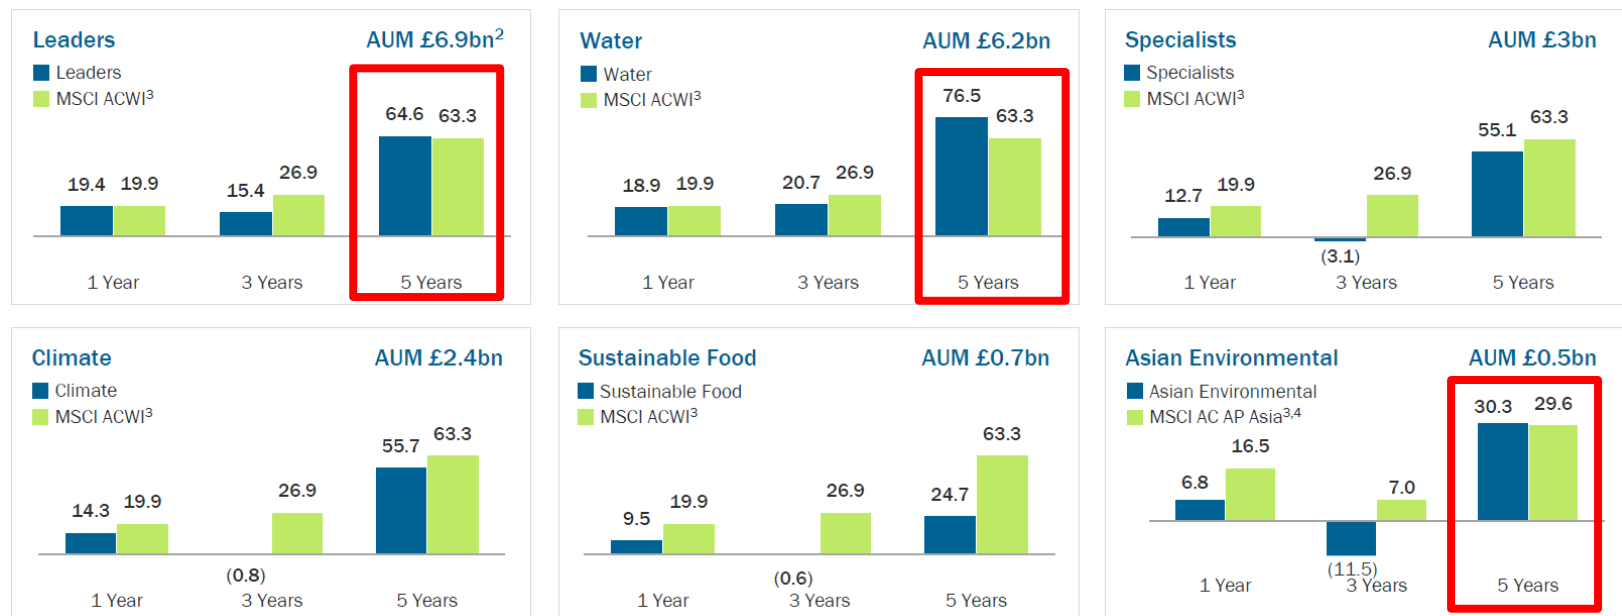 Leaders AUM £6.9bn2
Leaders
MSCI ACWI3
64.6 63.3
19.4 19.9 15.4 26.9
1 Year 3 Years 5 Years
Water AUM £6.2bn
Water
MSCI ACWI3
76.5 63.3
18.9 19.9 20.7 26.9
1 Year 3 Years 5 Years
Specialists AUM £3bn
Specialists
MSCI ACWI3
12.7 19.9 26.9 55.1 63.3
(3.1)
1 Year 3 Years 5 Years
Climate AUM £2.4bn
Climate
MSCI ACWI3
14.3 19.9 26.9 55.7 63.3
(0.8)
1 Year 3 Years 5 Years
Sustainable Food AUM £0.7bn
Sustainable Food
MSCI ACWI3
9.5 19.9 26.9 24.7 63.3
(0.6)
1 Year 3 Years 5 Years
Asian Environmental AUM £0.5bn
Asian Environmental
MSCI AC AP Asia3,4
30.3 29.6
6.8 16.5 7.0
(11.5)
1 Year 3 Years 5 Years